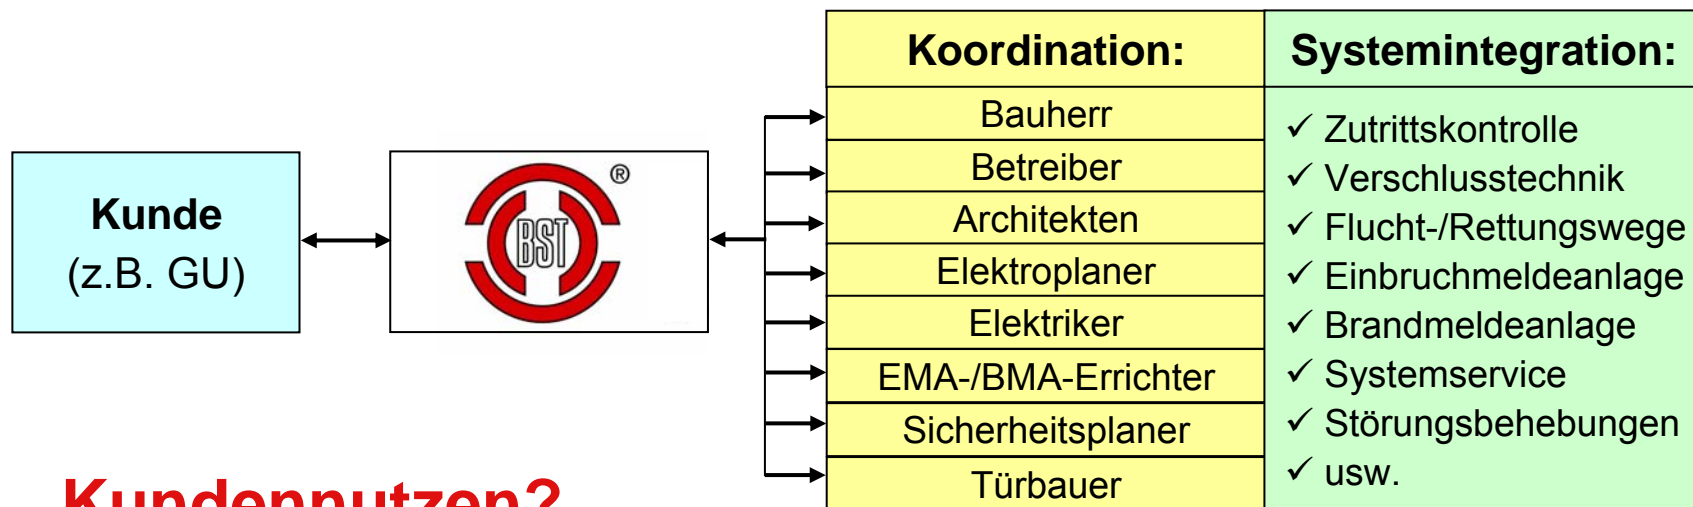 Kunde
(z.B. GU)
BST
®
Koordination:
Bauherr
Betreiber
Architekten
Elektroplaner
Elektriker
EMA-/BMA-Errichter
Sicherheitsplaner
Türbauer
Systemintegration:
✓ Zutrittskontrolle
✓ Verschlusstechnik
✓ Flucht-/Rettungswege
✓ Einbruchmeldeanlage
✓ Brandmeldeanlage
✓ Systemservice
✓ Störungsbehebungen
✓ usw.
Kundennutzen?